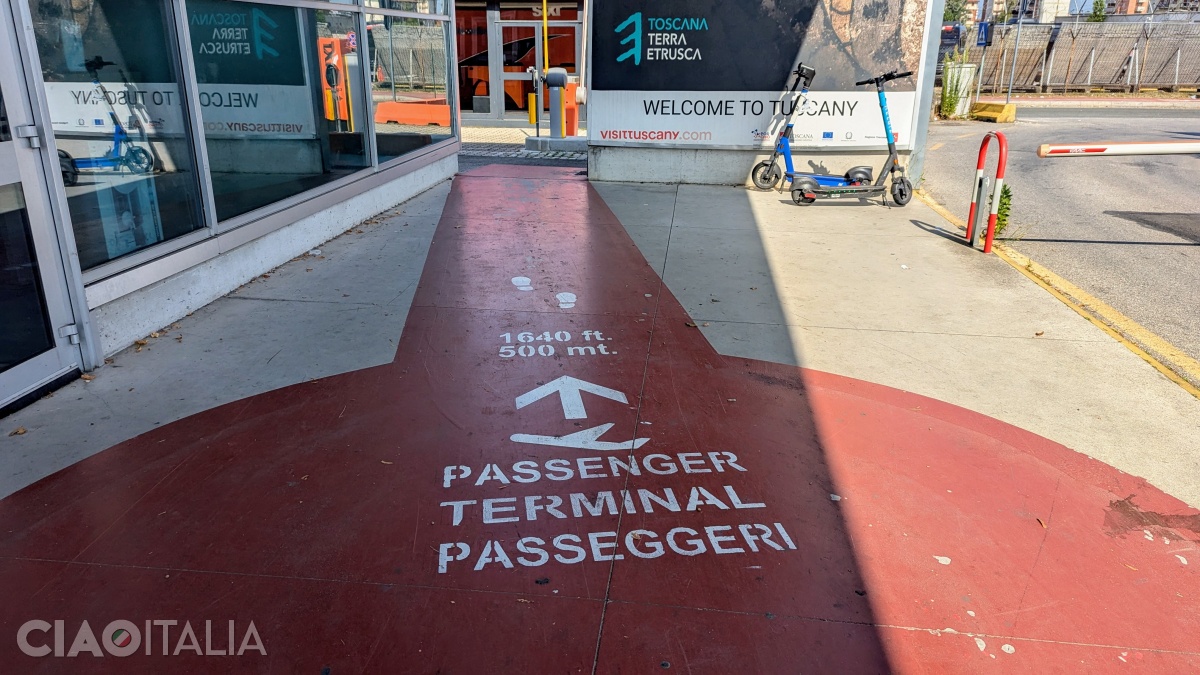 TOSCANA
TERRA
ETRUSCA
WELCOME TO TUSCANY
VISITTUSCANY.com
1640 ft.
500 mt.
PASSENGER
TERMINAL
PASSEGGERI
CIAOITALIA